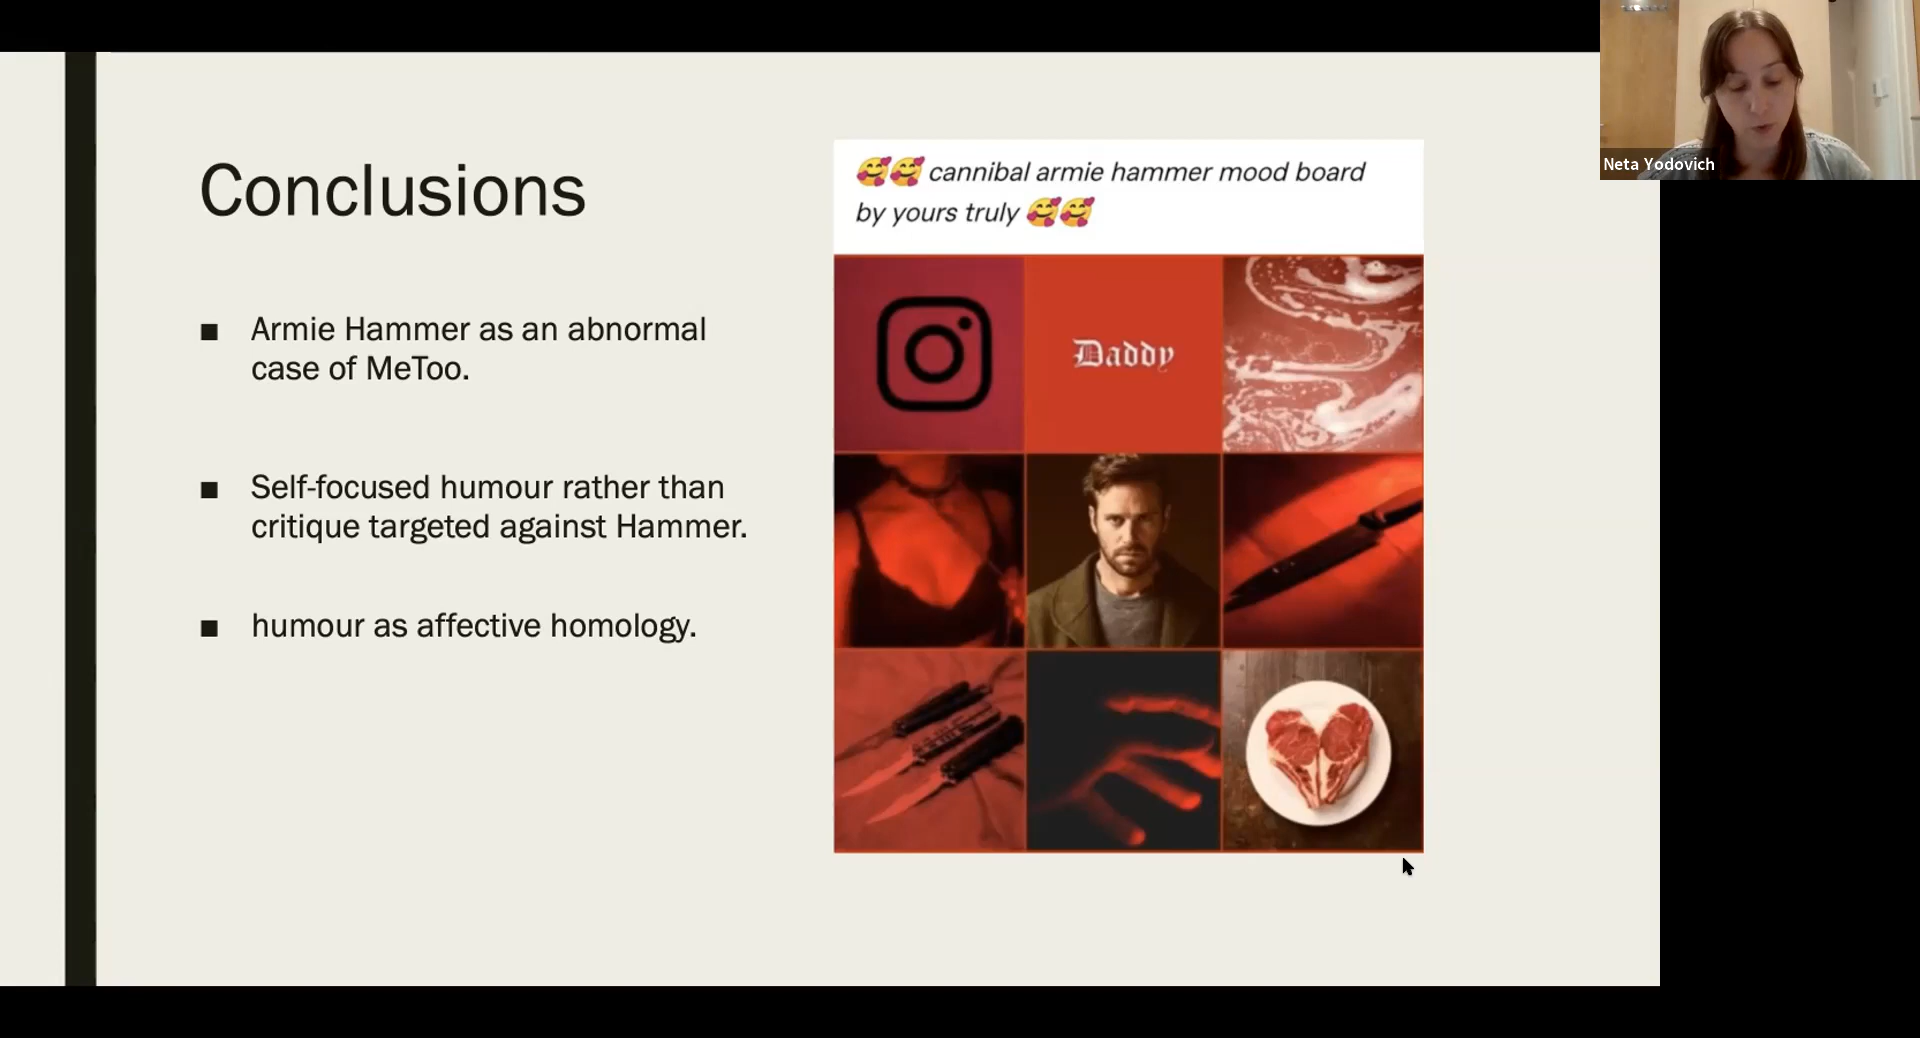 Conclusions
■ Armie Hammer as an abnormal
case of MeToo.
■ Self-focused humour rather than
critique targeted against Hammer.
■ humour as affective homology.
🥰🥰 cannibal armie hammer mood board
by yours truly 🥰🥰
Daddy
Neta Yodovich